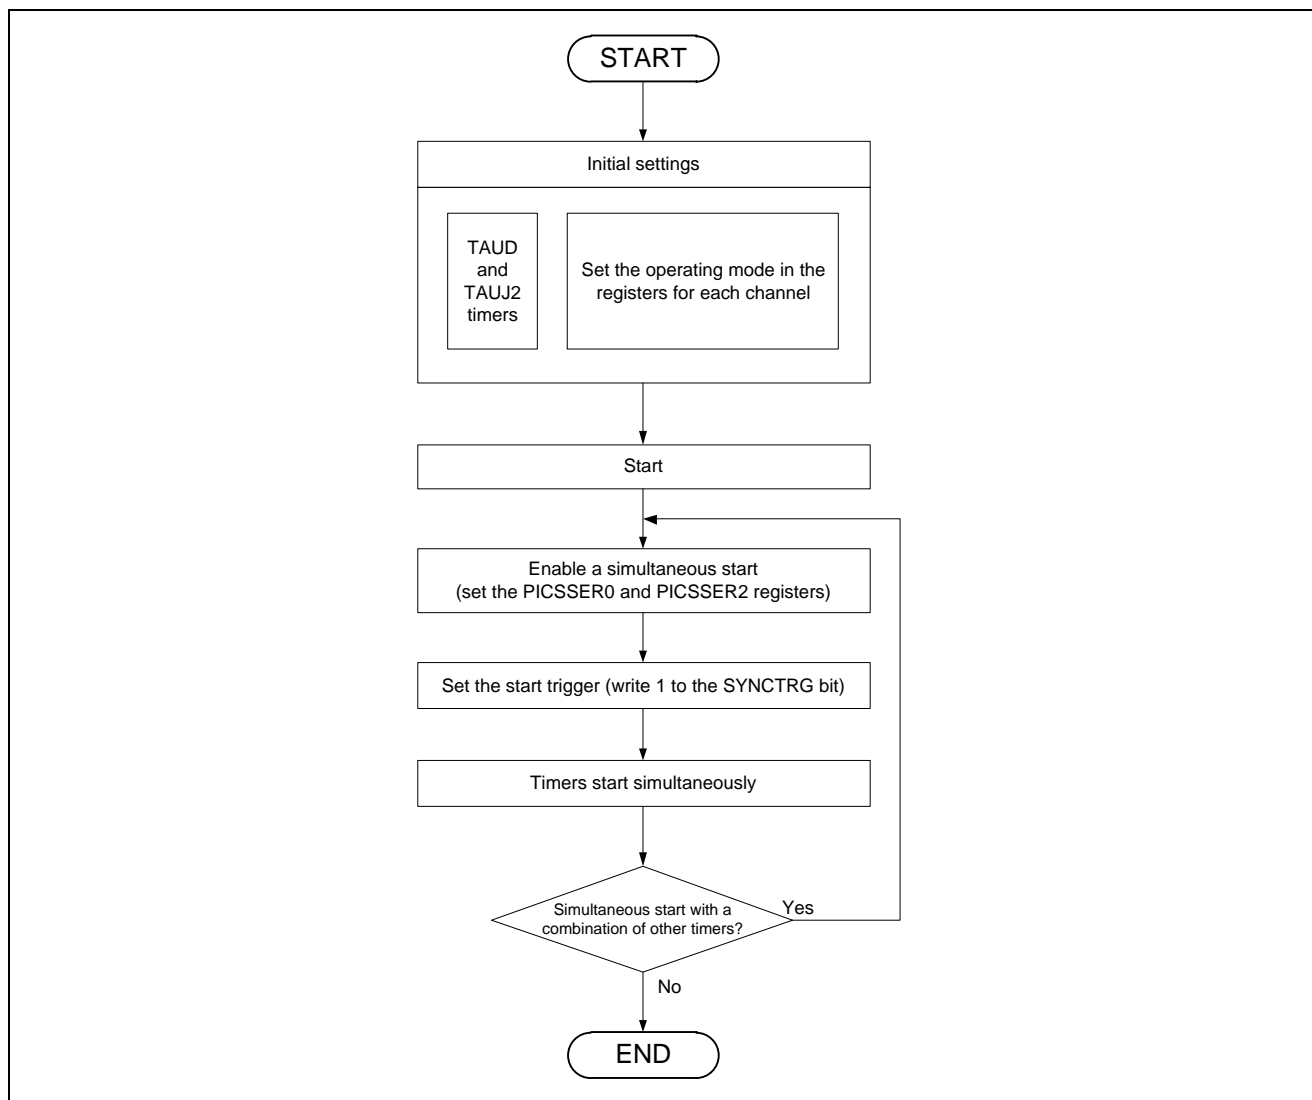 START
Initial settings
TAUD
and
TAUJ2
timers
Set the operating mode in the
registers for each channel
Start
Enable a simultaneous start
(set the PICSSER0 and PICSSER2 registers)
Set the start trigger (write 1 to the SYNCTRG bit)
Timers start simultaneously
Simultaneous start with a
combination of other timers?
Yes
No
END